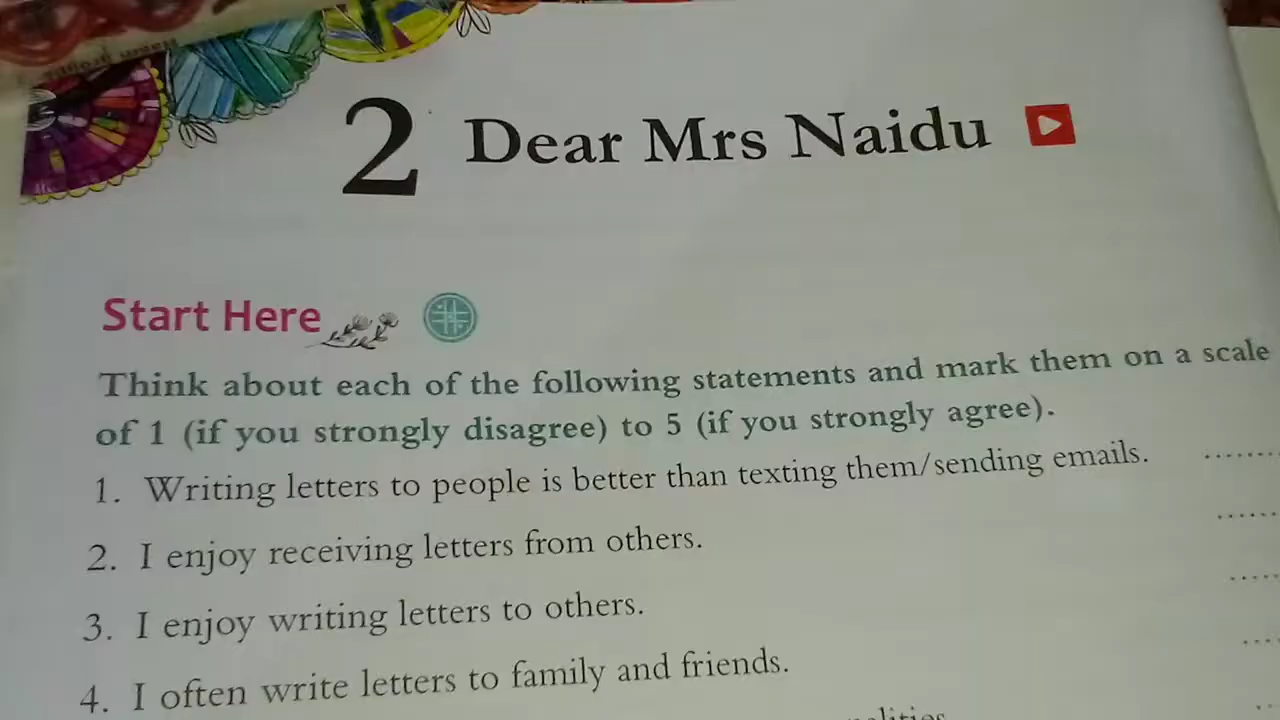 2 Dear Mrs Naidu
Start Here
Think about each of the following statements and mark them on a scale
of 1 (if you strongly disagree) to 5 (if you strongly agree).
1. Writing letters to people is better than texting them/sending emails. .......
2. I enjoy receiving letters from others. ......
3. I enjoy writing letters to others. .....
4. I often write letters to family and friends. ....